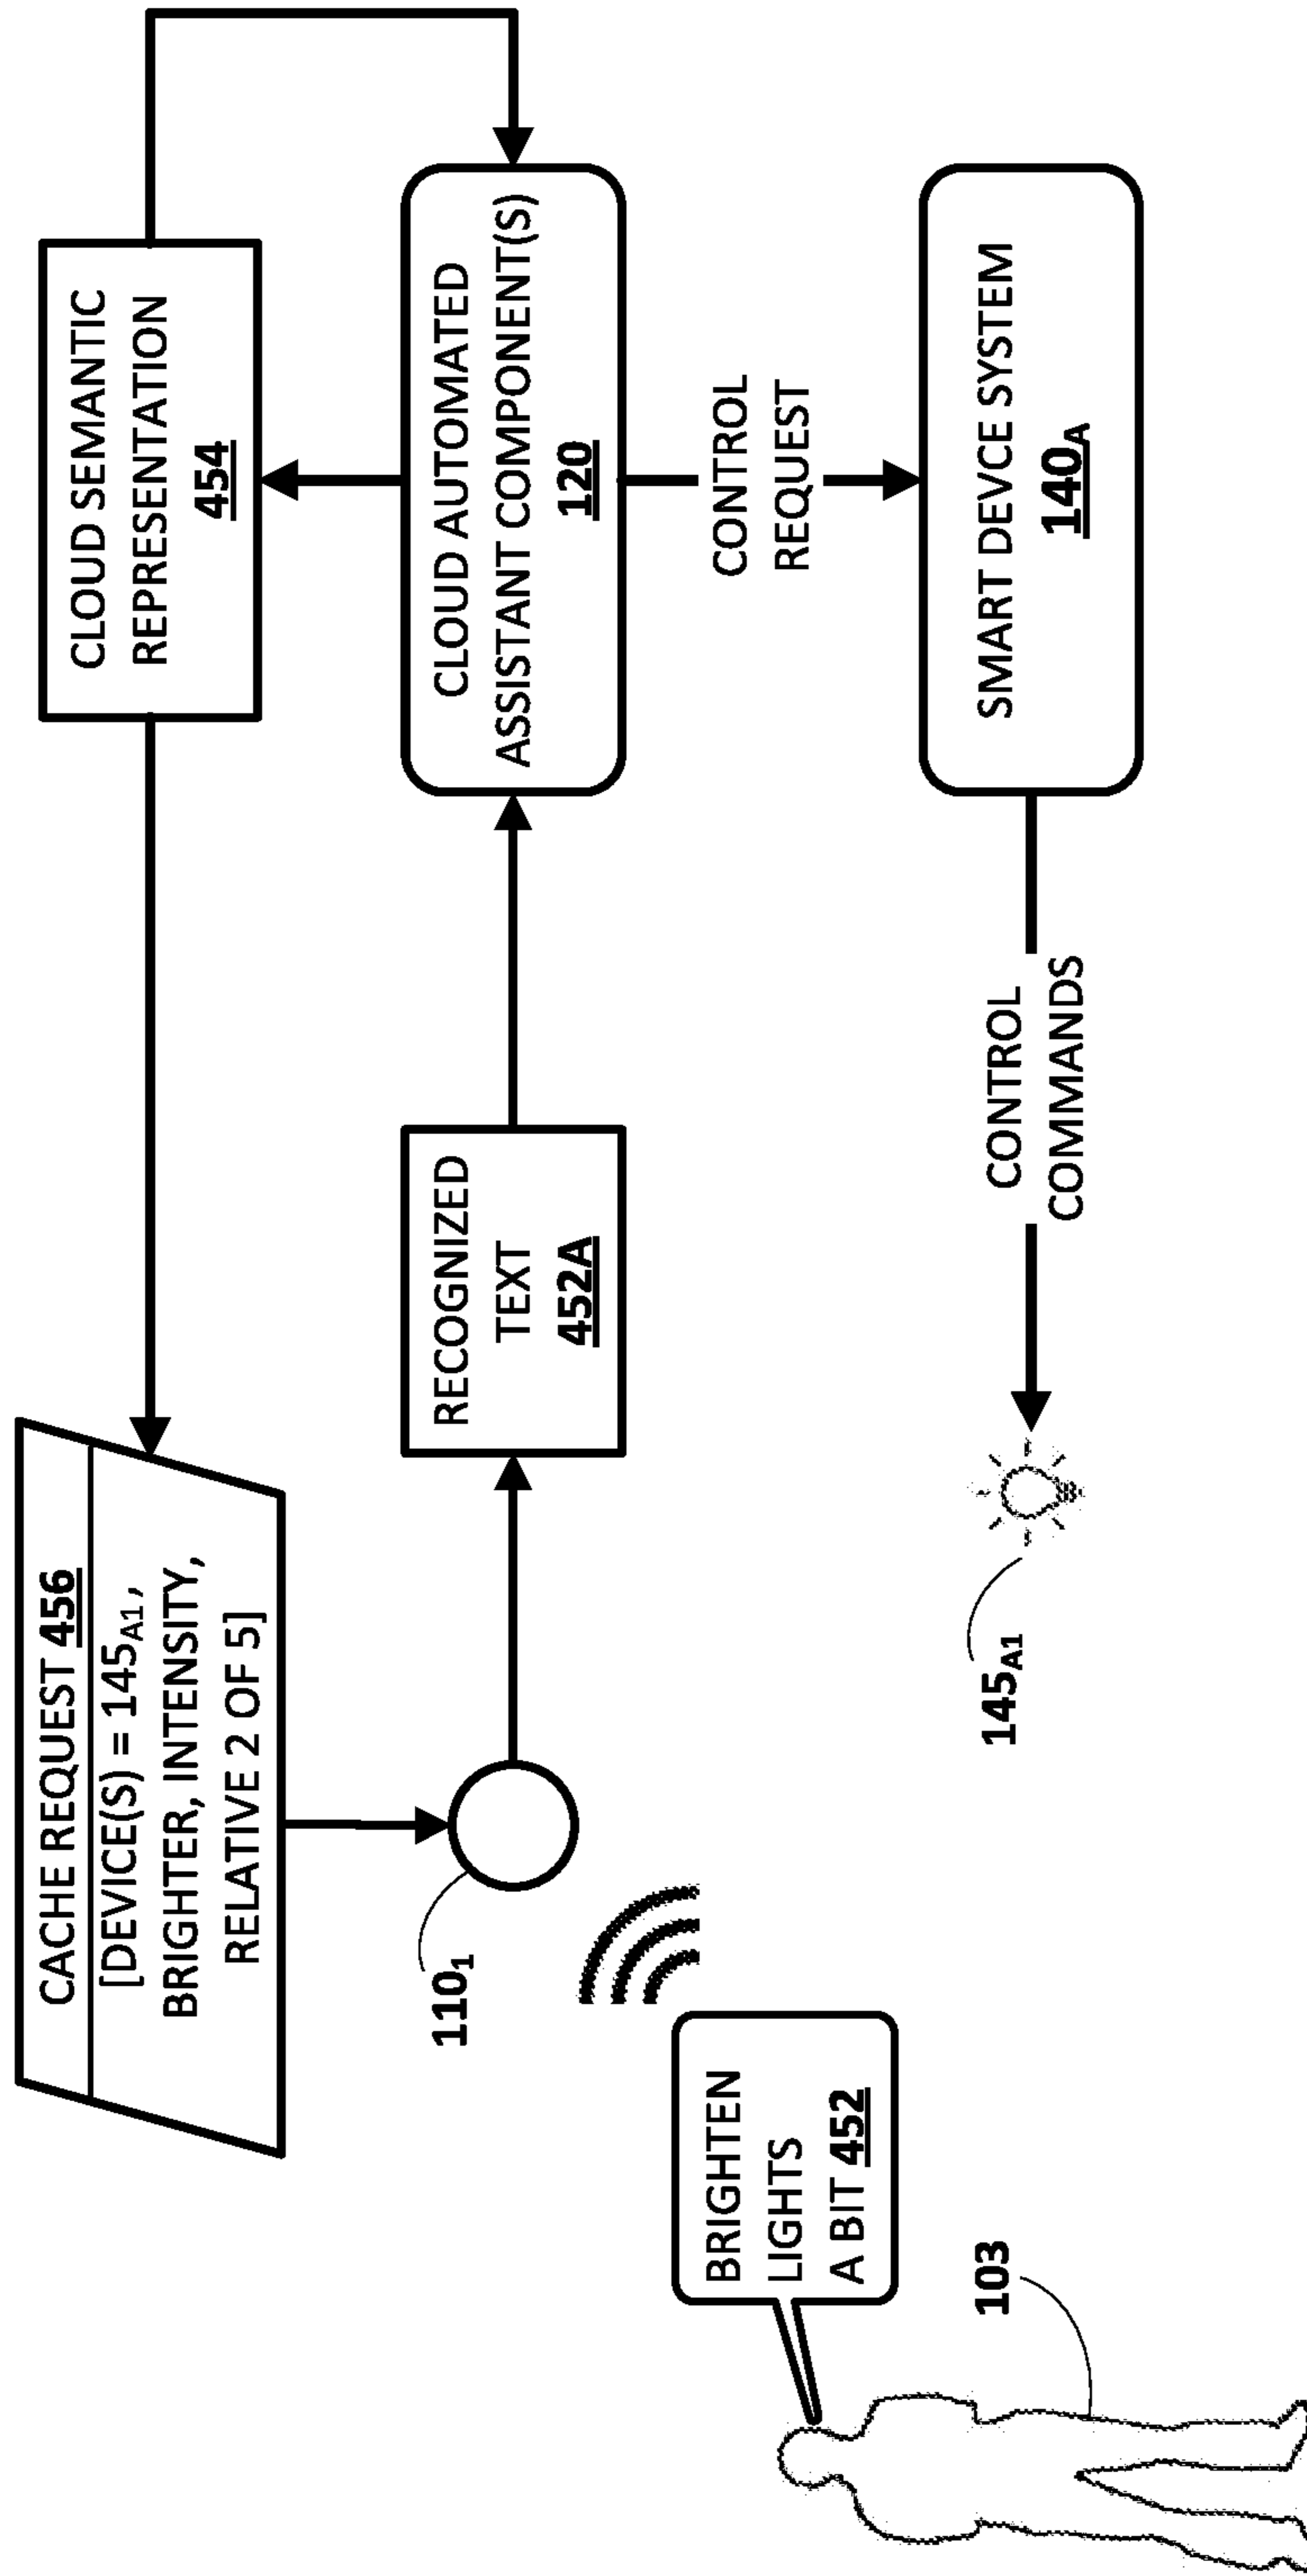 CACHE REQUEST 456
[DEVICE(S) = 145A1,
BRIGHTER, INTENSITY,
RELATIVE 2 OF 5]
CLOUD SEMANTIC
REPRESENTATION
454
1101
RECOGNIZED
TEXT
452A
CLOUD AUTOMATED
ASSISTANT COMPONENT(S)
120
BRIGHTEN
LIGHTS
A BIT 452
CONTROL
REQUEST
103
145A1
CONTROL
COMMANDS
SMART DEVCE SYSTEM
140A